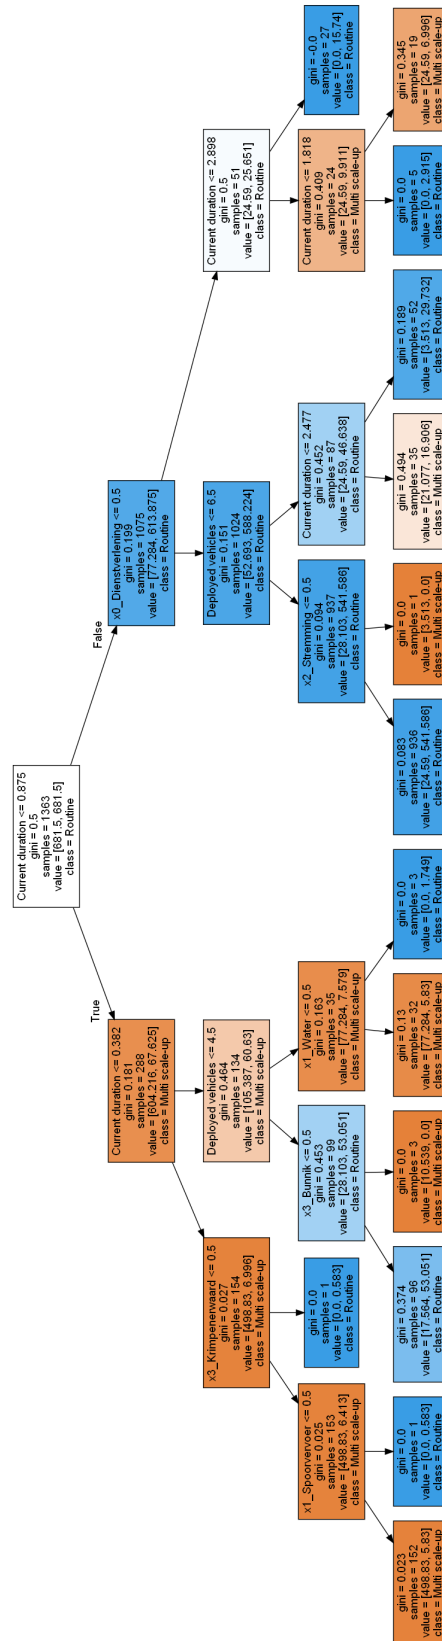 Current duration <= 0.875
gini = 0.5
samples = 1363
value = [681.5, 681.5]
class = Routine
True
False
Current duration <= 0.382
gini = 0.181
samples = 288
value = [604.216, 67.625]
class = Multi scale-up
x0_Dienstverlening <= 0.5
gini = 0.199
samples = 1075
value = [77.284, 613.875]
class = Routine
x3_Krimpenerwaard <= 0.5
gini = 0.027
samples = 154
value = [498.83, 6.996]
class = Multi scale-up
Deployed vehicles <= 4.5
gini = 0.464
samples = 134
value = [105.387, 60.63]
class = Multi scale-up
Deployed vehicles <= 6.5
gini = 0.151
samples = 1024
value = [52.693, 588.224]
class = Routine
Current duration <= 2.898
gini = 0.5
samples = 51
value = [24.59, 25.651]
class = Routine
x1_Spoorvervoer <= 0.5
gini = 0.025
samples = 153
value = [498.83, 6.413]
class = Multi scale-up
gini = 0.0
samples = 1
value = [0.0, 0.583]
class = Routine
x3_Bunnik <= 0.5
gini = 0.453
samples = 99
value = [28.103, 53.051]
class = Routine
x1_Water <= 0.5
gini = 0.163
samples = 35
value = [77.284, 7.579]
class = Multi scale-up
x2_Stremming <= 0.5
gini = 0.094
samples = 937
value = [28.103, 541.586]
class = Routine
Current duration <= 2.477
gini = 0.452
samples = 87
value = [24.59, 46.638]
class = Routine
Current duration <= 1.818
gini = 0.409
samples = 24
value = [24.59, 9.911]
class = Multi scale-up
gini = -0.0
samples = 27
value = [0.0, 15.74]
class = Routine
gini = 0.023
samples = 152
value = [498.83, 5.83]
class = Multi scale-up
gini = 0.0
samples = 1
value = [0.0, 0.583]
class = Routine
gini = 0.374
samples = 96
value = [17.564, 53.051]
class = Routine
gini = 0.0
samples = 3
value = [10.539, 0.0]
class = Multi scale-up
gini = 0.13
samples = 32
value = [77.284, 5.83]
class = Multi scale-up
gini = 0.0
samples = 3
value = [0.0, 1.749]
class = Routine
gini = 0.083
samples = 936
value = [24.59, 541.586]
class = Routine
gini = 0.0
samples = 1
value = [3.513, 0.0]
class = Multi scale-up
gini = 0.494
samples = 35
value = [21.077, 16.906]
class = Multi scale-up
gini = 0.189
samples = 52
value = [3.513, 29.732]
class = Routine
gini = 0.0
samples = 5
value = [0.0, 2.915]
class = Routine
gini = 0.345
samples = 19
value = [24.59, 6.996]
class = Multi scale-up